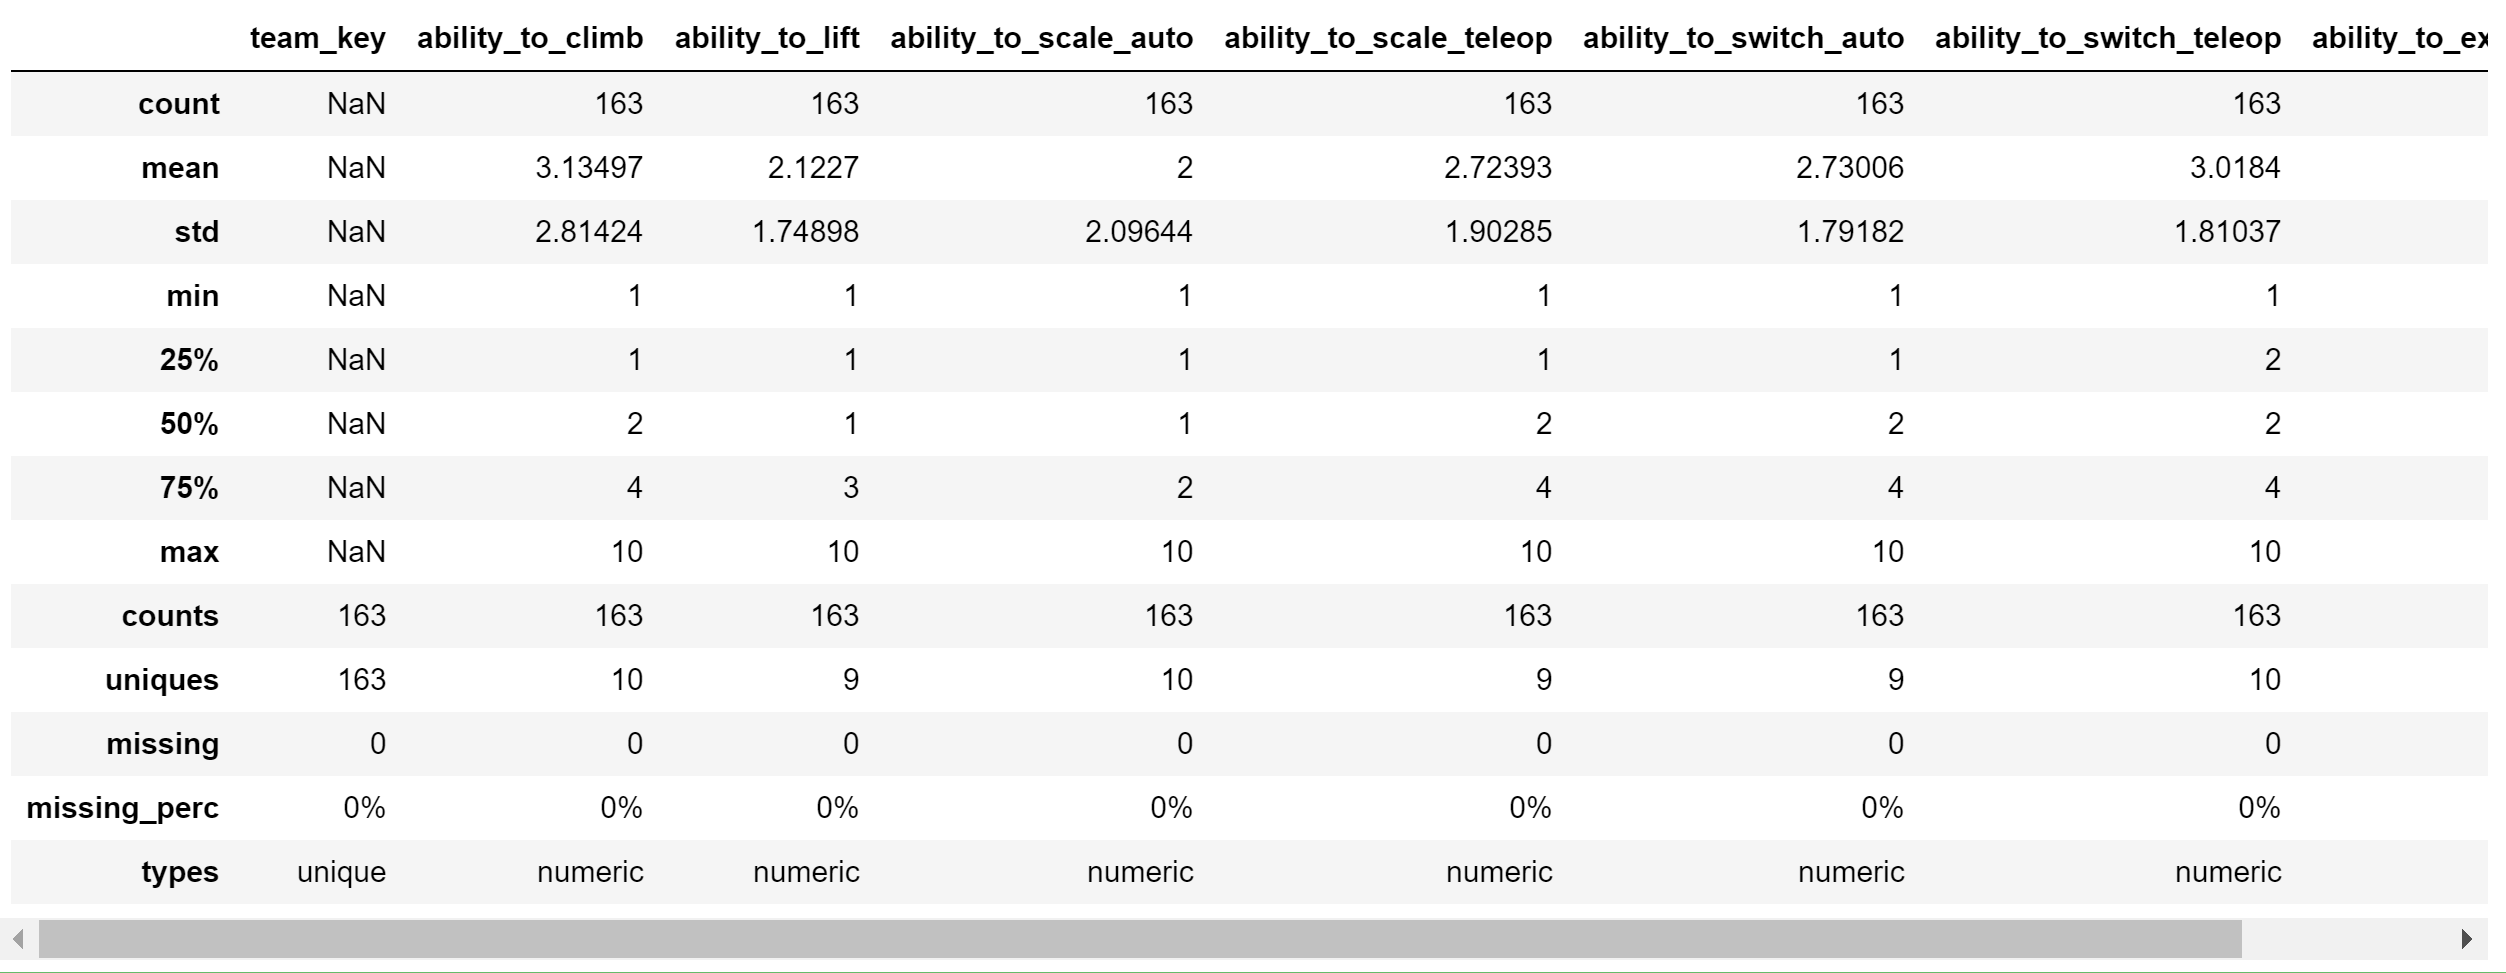 team_key ability_to_climb ability_to_lift ability_to_scale_auto ability_to_scale_teleop ability_to_switch_auto ability_to_switch_teleop ability_to_ex
count NaN 163 163 163 163 163 163
mean NaN 3.13497 2.1227 2 2.72393 2.73006 3.0184
std NaN 2.81424 1.74898 2.09644 1.90285 1.79182 1.81037
min NaN 1 1 1 1 1 1
25% NaN 1 1 1 1 1 2
50% NaN 2 1 1 2 2 2
75% NaN 4 3 2 4 4 4
max NaN 10 10 10 10 10 10
counts 163 163 163 163 163 163 163
uniques 163 10 9 10 9 9 10
missing 0 0 0 0 0 0 0
missing_perc 0% 0% 0% 0% 0% 0% 0%
types unique numeric numeric numeric numeric numeric numeric